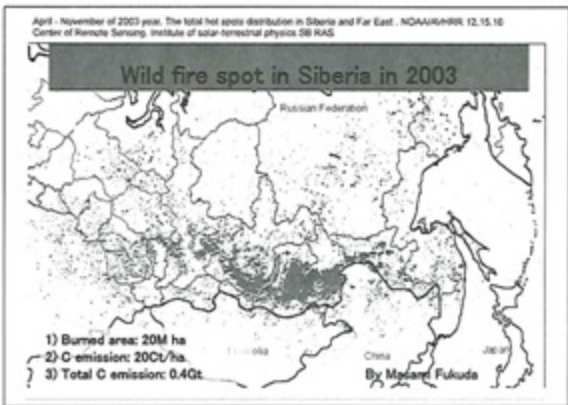 April - November of 2003 year. The total hot spots distribution in Siberia and Far East . NOAA/AVHRR 12,15,16
Center of Remote Sensing. Institute of solar-terrestrial physics SB RAS
Wild fire spot in Siberia in 2003
Russian Federation
1) Burned area: 20M ha
2) C emission: 20Ct/ha
3) Total C emission: 0.4Gt
China
Japan
By Masami Fukuda